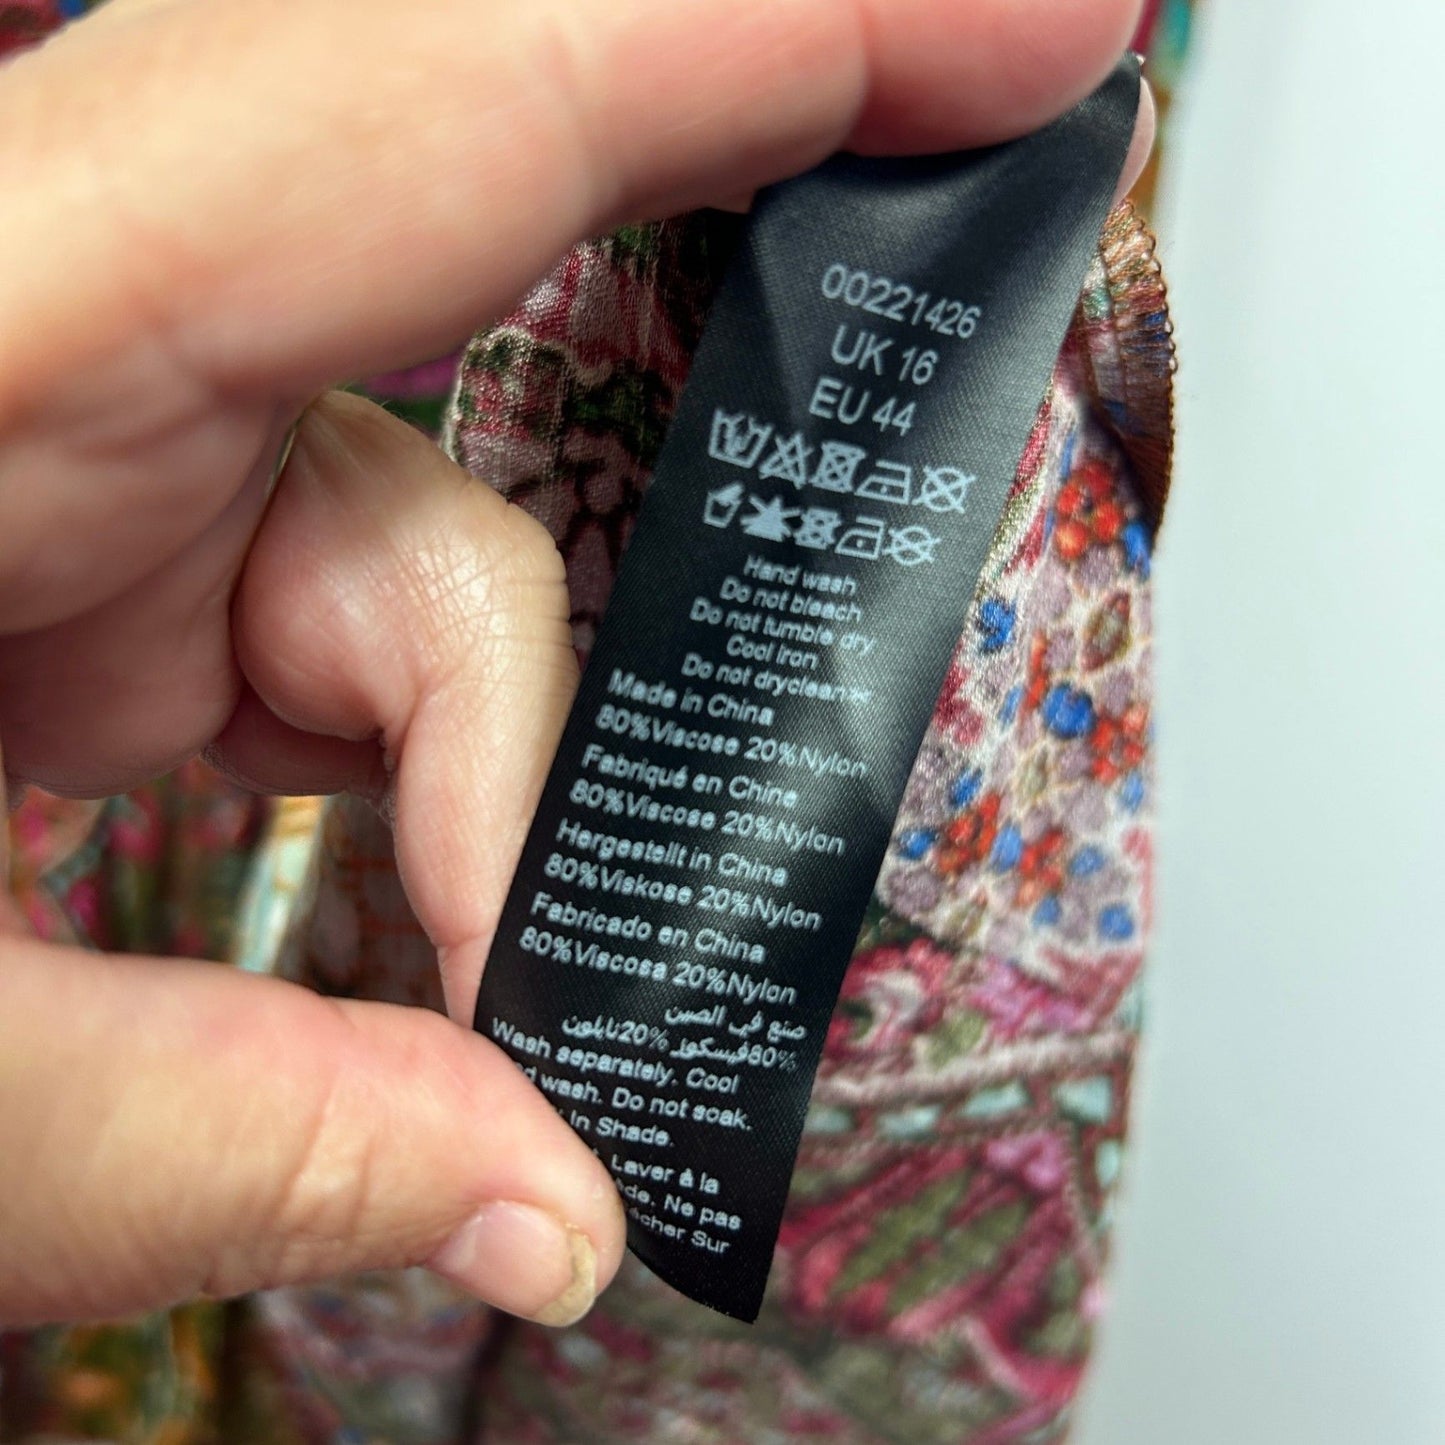 00221426
UK 16
EU 44
Hand wash
Do not bleach
Do not tumble dry
Cool Iron
Do not dryclean
Made in China
80%Viscose 20%Nylon
Fabriqué en Chine
80%Viscose 20%Nylon
Hergestellt in China
80%Viskose 20%Nylon
Fabricado en China
80%Viscosa 20%Nylon
صنع في الصين
80%فيسكوز 20%نايلون
Wash separately. Cool
wash. Do not soak.
In Shade.
Laver à la
Ne pas
Sur